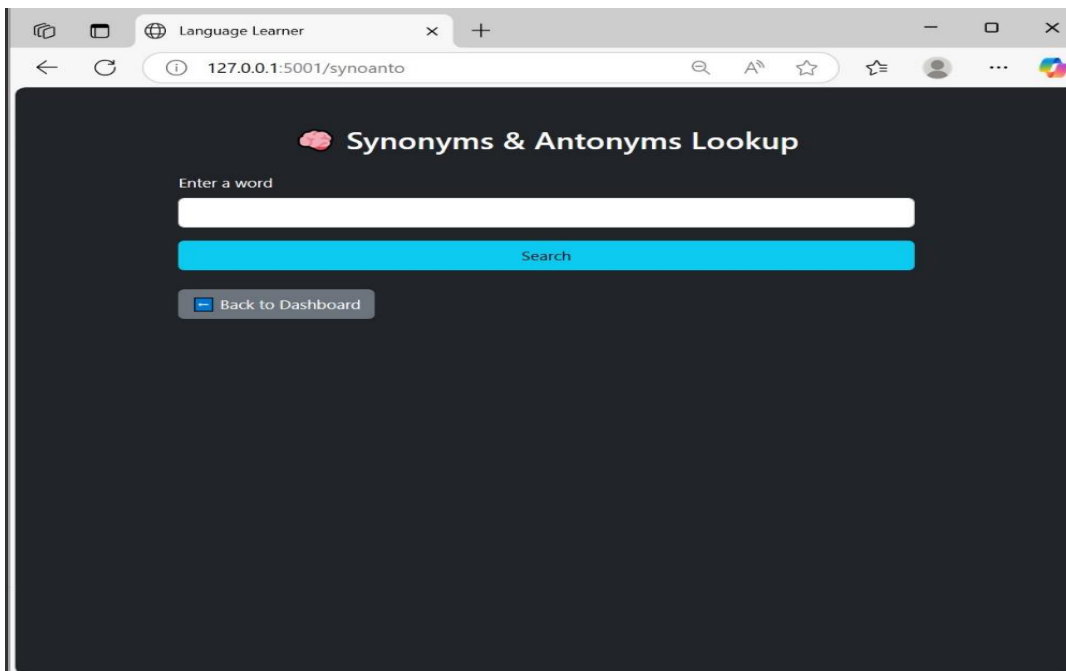 Language Learner
127.0.0.1:5001/synoanto
Synonyms & Antonyms Lookup
Enter a word
Search
Back to Dashboard